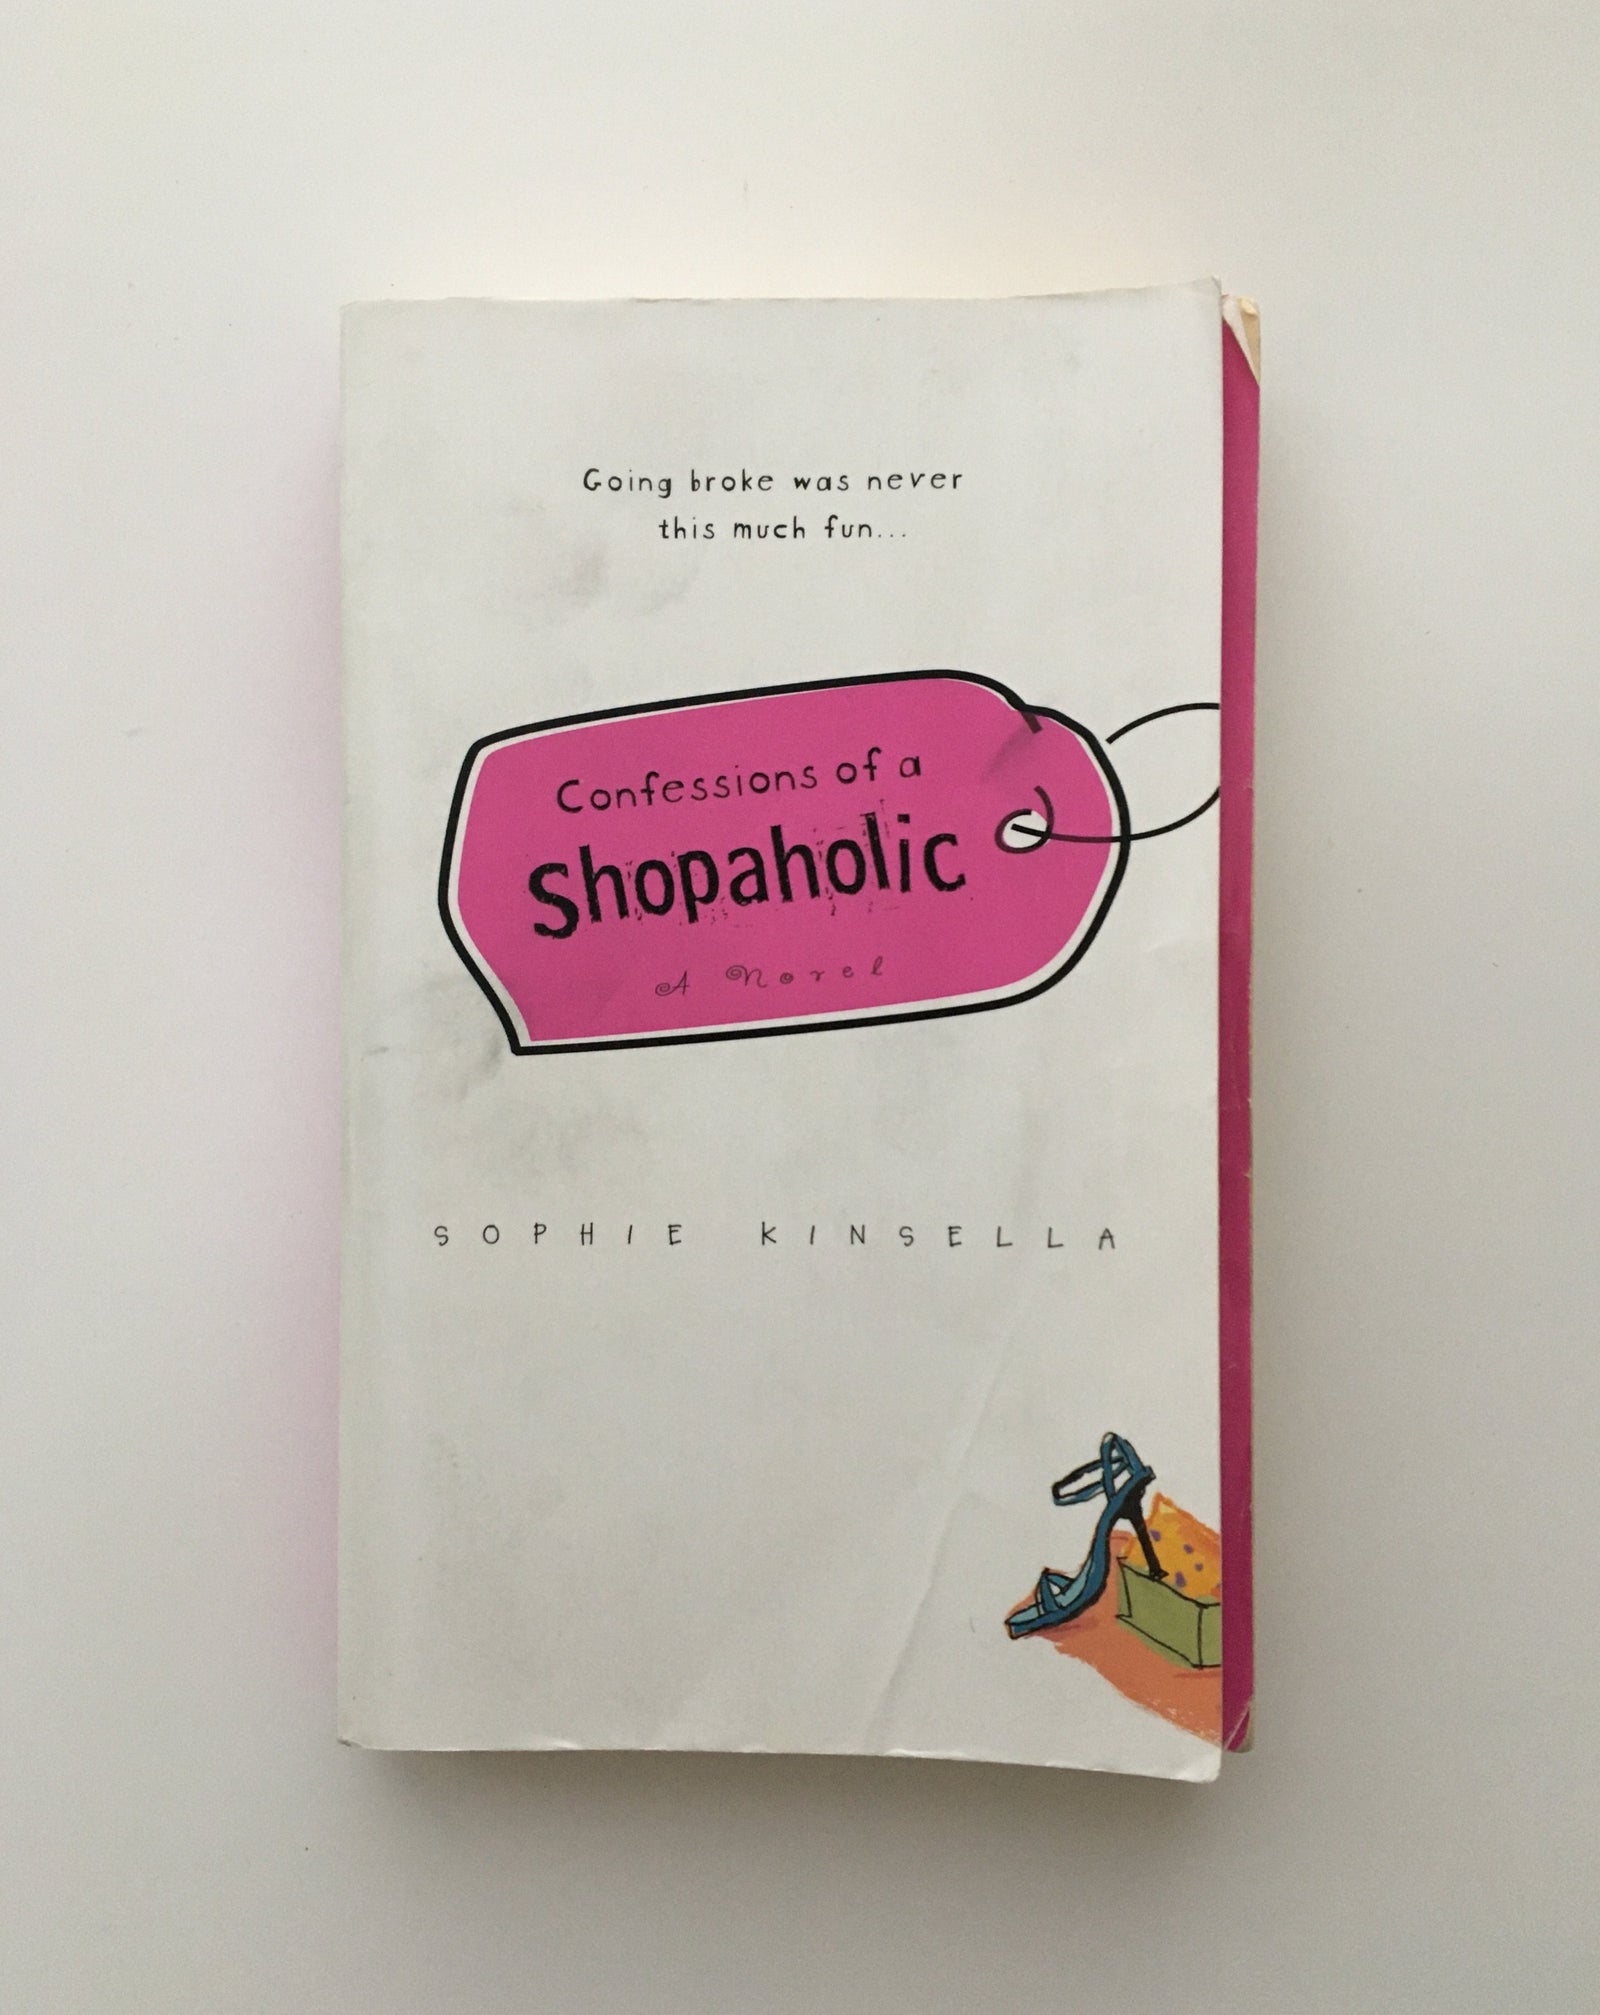 Going broke was never
this much fun...
Confessions of a
Shopaholic
A Novel
SOPHIE KINSELLA